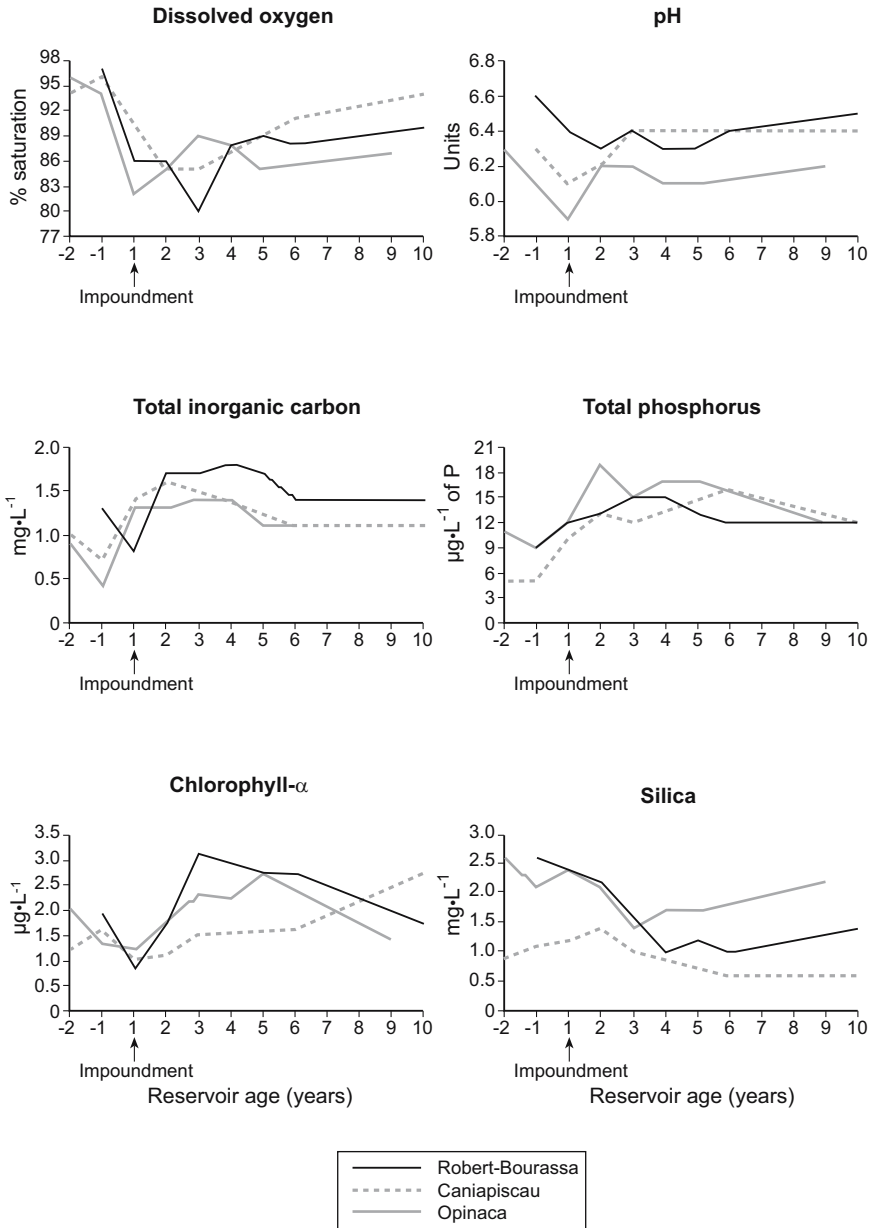 Dissolved oxygen
% saturation
98
95
92
89
86
83
80
77
-2 -1 1 2 3 4 5 6 7 8 9 10
Impoundment
pH
Units
6.8
6.6
6.4
6.2
6.0
5.8
-2 -1 1 2 3 4 5 6 7 8 9 10
Impoundment
Total inorganic carbon
mg•L-1
2.0
1.5
1.0
0.5
0
-2 -1 1 2 3 4 5 6 7 8 9 10
Impoundment
Total phosphorus
µg•L-1 of P
21
18
15
12
9
6
3
0
-2 -1 1 2 3 4 5 6 7 8 9 10
Impoundment
Chlorophyll-α
µg•L-1
3.5
3.0
2.5
2.0
1.5
1.0
0.5
0
-2 -1 1 2 3 4 5 6 7 8 9 10
Impoundment
Reservoir age (years)
Silica
mg•L-1
3.0
2.5
2.0
1.5
1.0
0.5
0
-2 -1 1 2 3 4 5 6 7 8 9 10
Impoundment
Reservoir age (years)
Robert-Bourassa
Caniapiscau
Opinaca